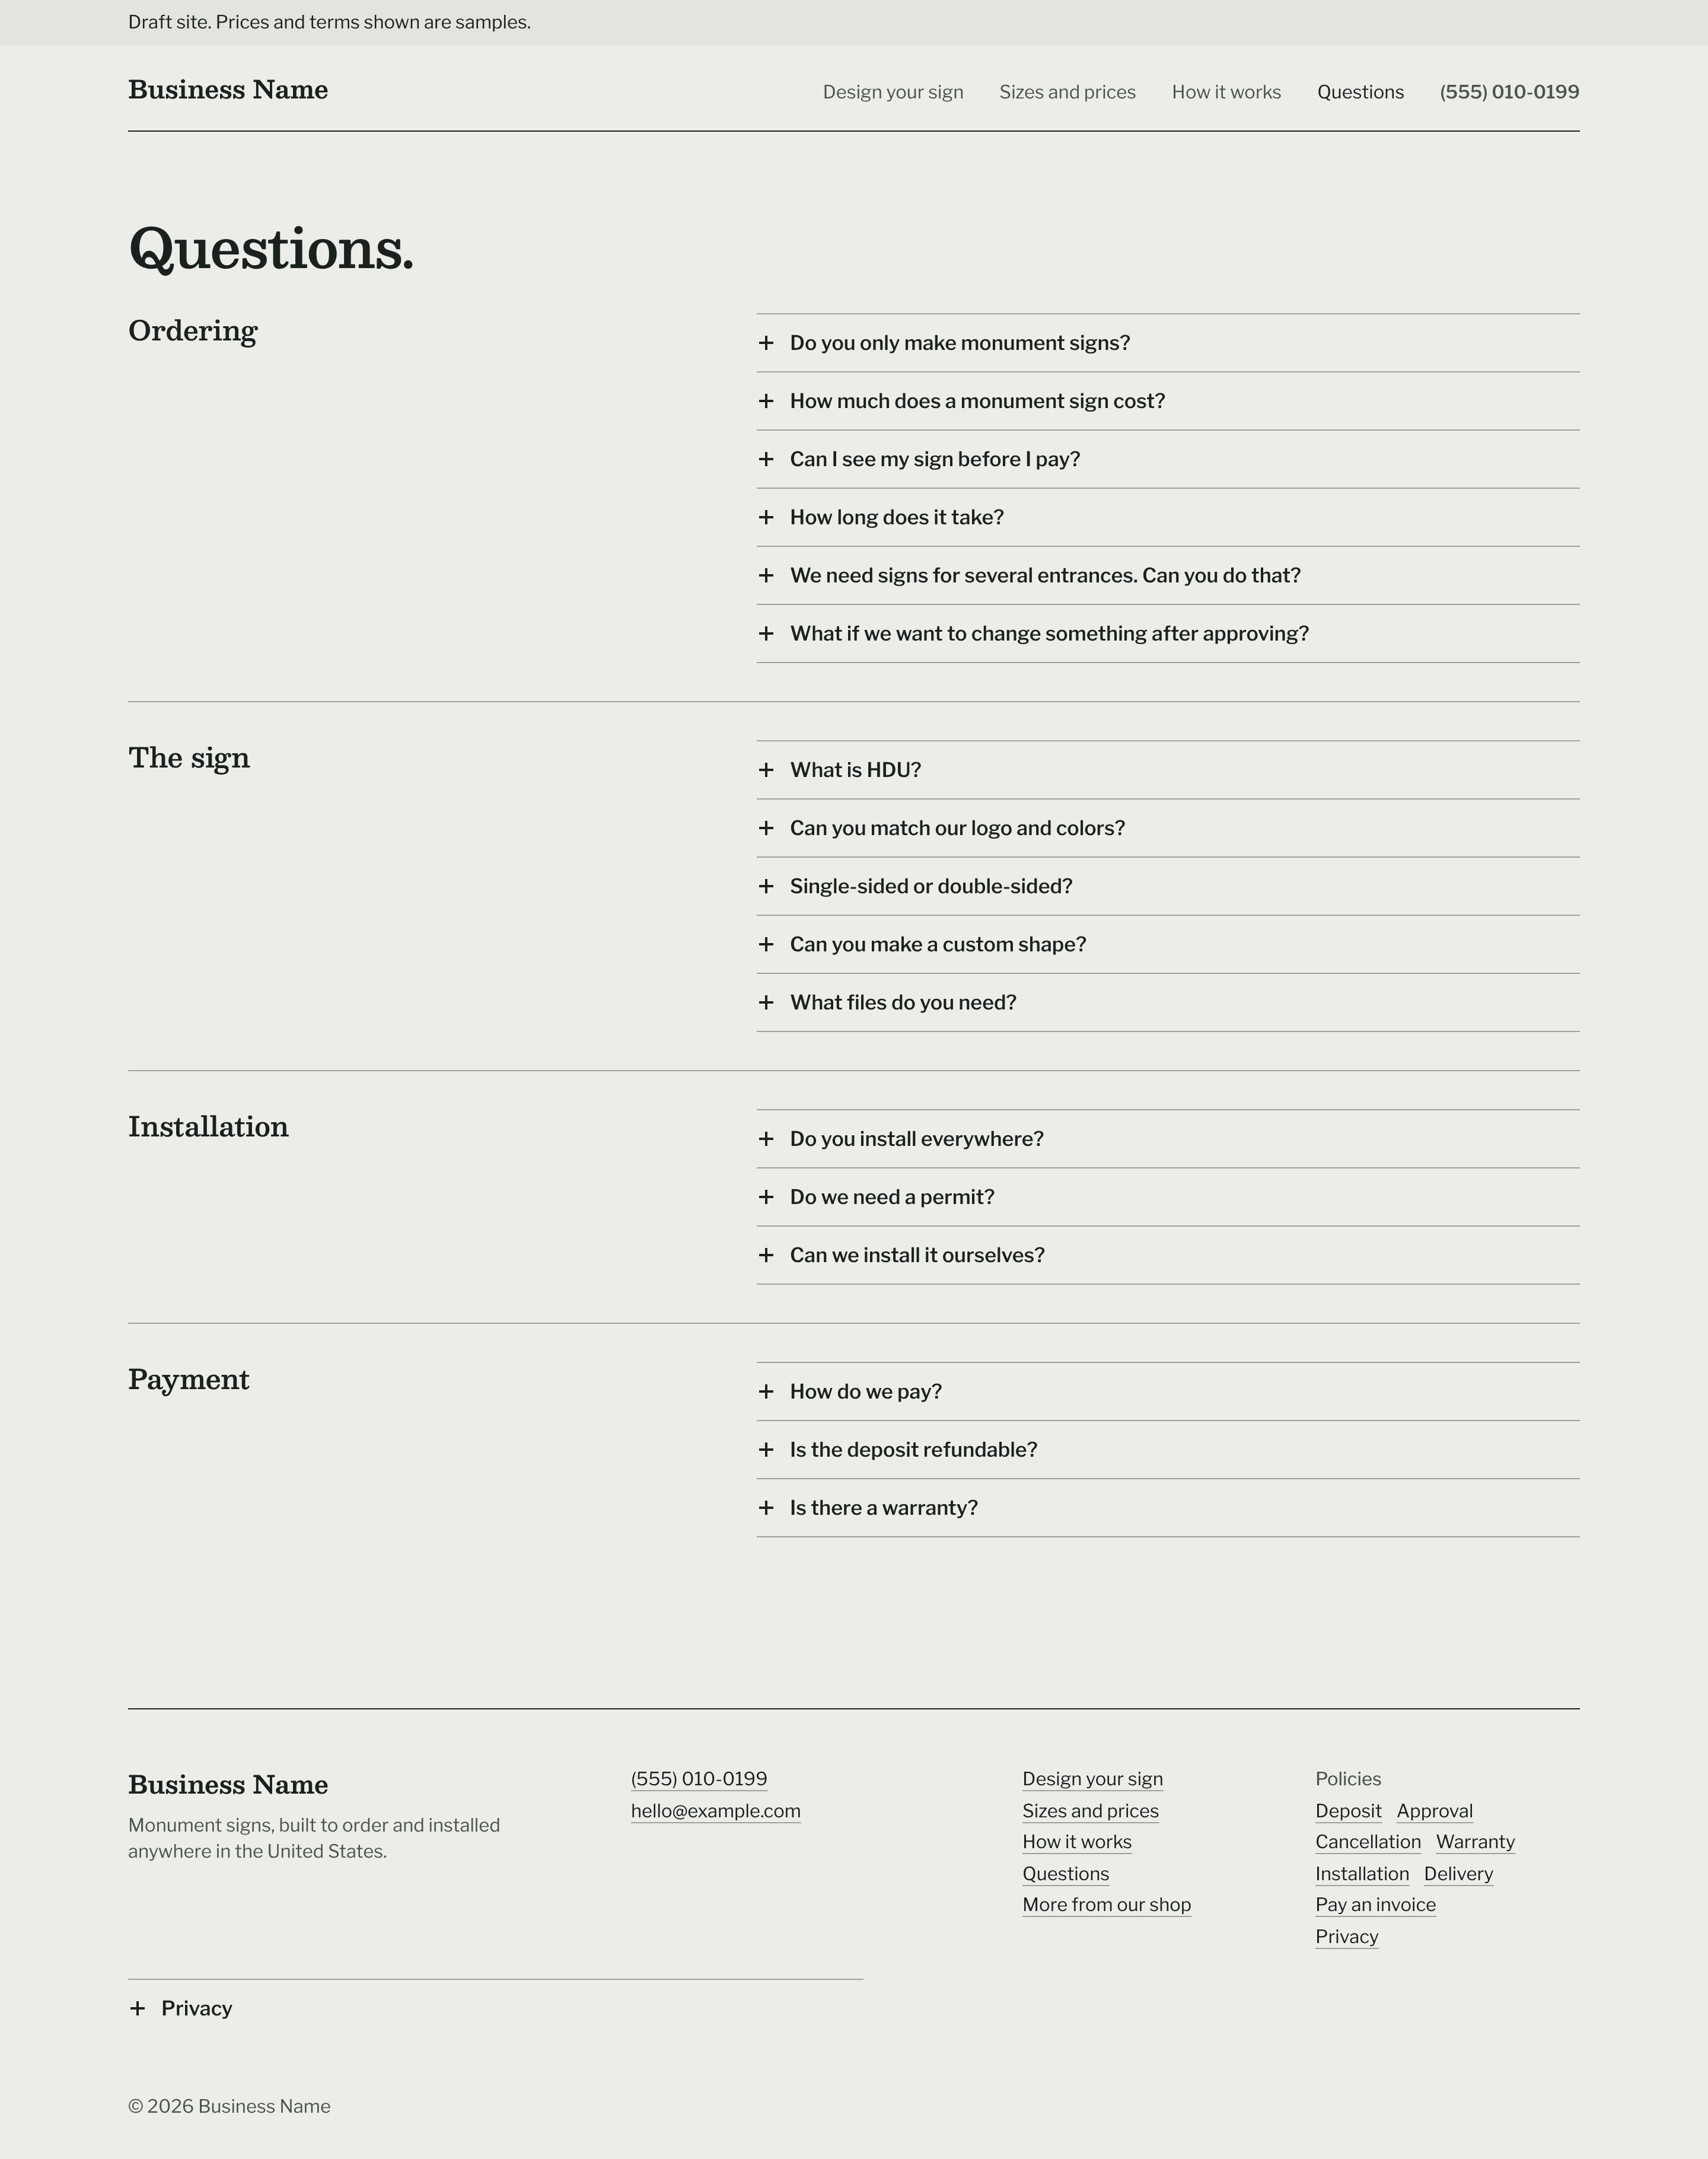 Draft site. Prices and terms shown are samples.
Business Name
Design your sign
Sizes and prices
How it works
Questions
(555) 010-0199
Questions.
Ordering
+ Do you only make monument signs?
+ How much does a monument sign cost?
+ Can I see my sign before I pay?
+ How long does it take?
+ We need signs for several entrances. Can you do that?
+ What if we want to change something after approving?
The sign
+ What is HDU?
+ Can you match our logo and colors?
+ Single-sided or double-sided?
+ Can you make a custom shape?
+ What files do you need?
Installation
+ Do you install everywhere?
+ Do we need a permit?
+ Can we install it ourselves?
Payment
+ How do we pay?
+ Is the deposit refundable?
+ Is there a warranty?
Business Name
Monument signs, built to order and installed
anywhere in the United States.
(555) 010-0199
hello@example.com
Design your sign
Sizes and prices
How it works
Questions
More from our shop
Policies
Deposit Approval
Cancellation Warranty
Installation Delivery
Pay an invoice
Privacy
+ Privacy
© 2026 Business Name